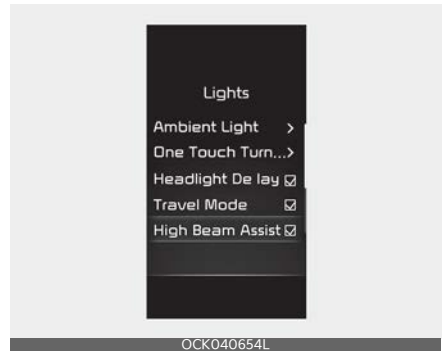 Lights
Ambient Light >
One Touch Turn...>
Headlight De lay ☑
Travel Mode ☑
High Beam Assist ☑
OCK040654L